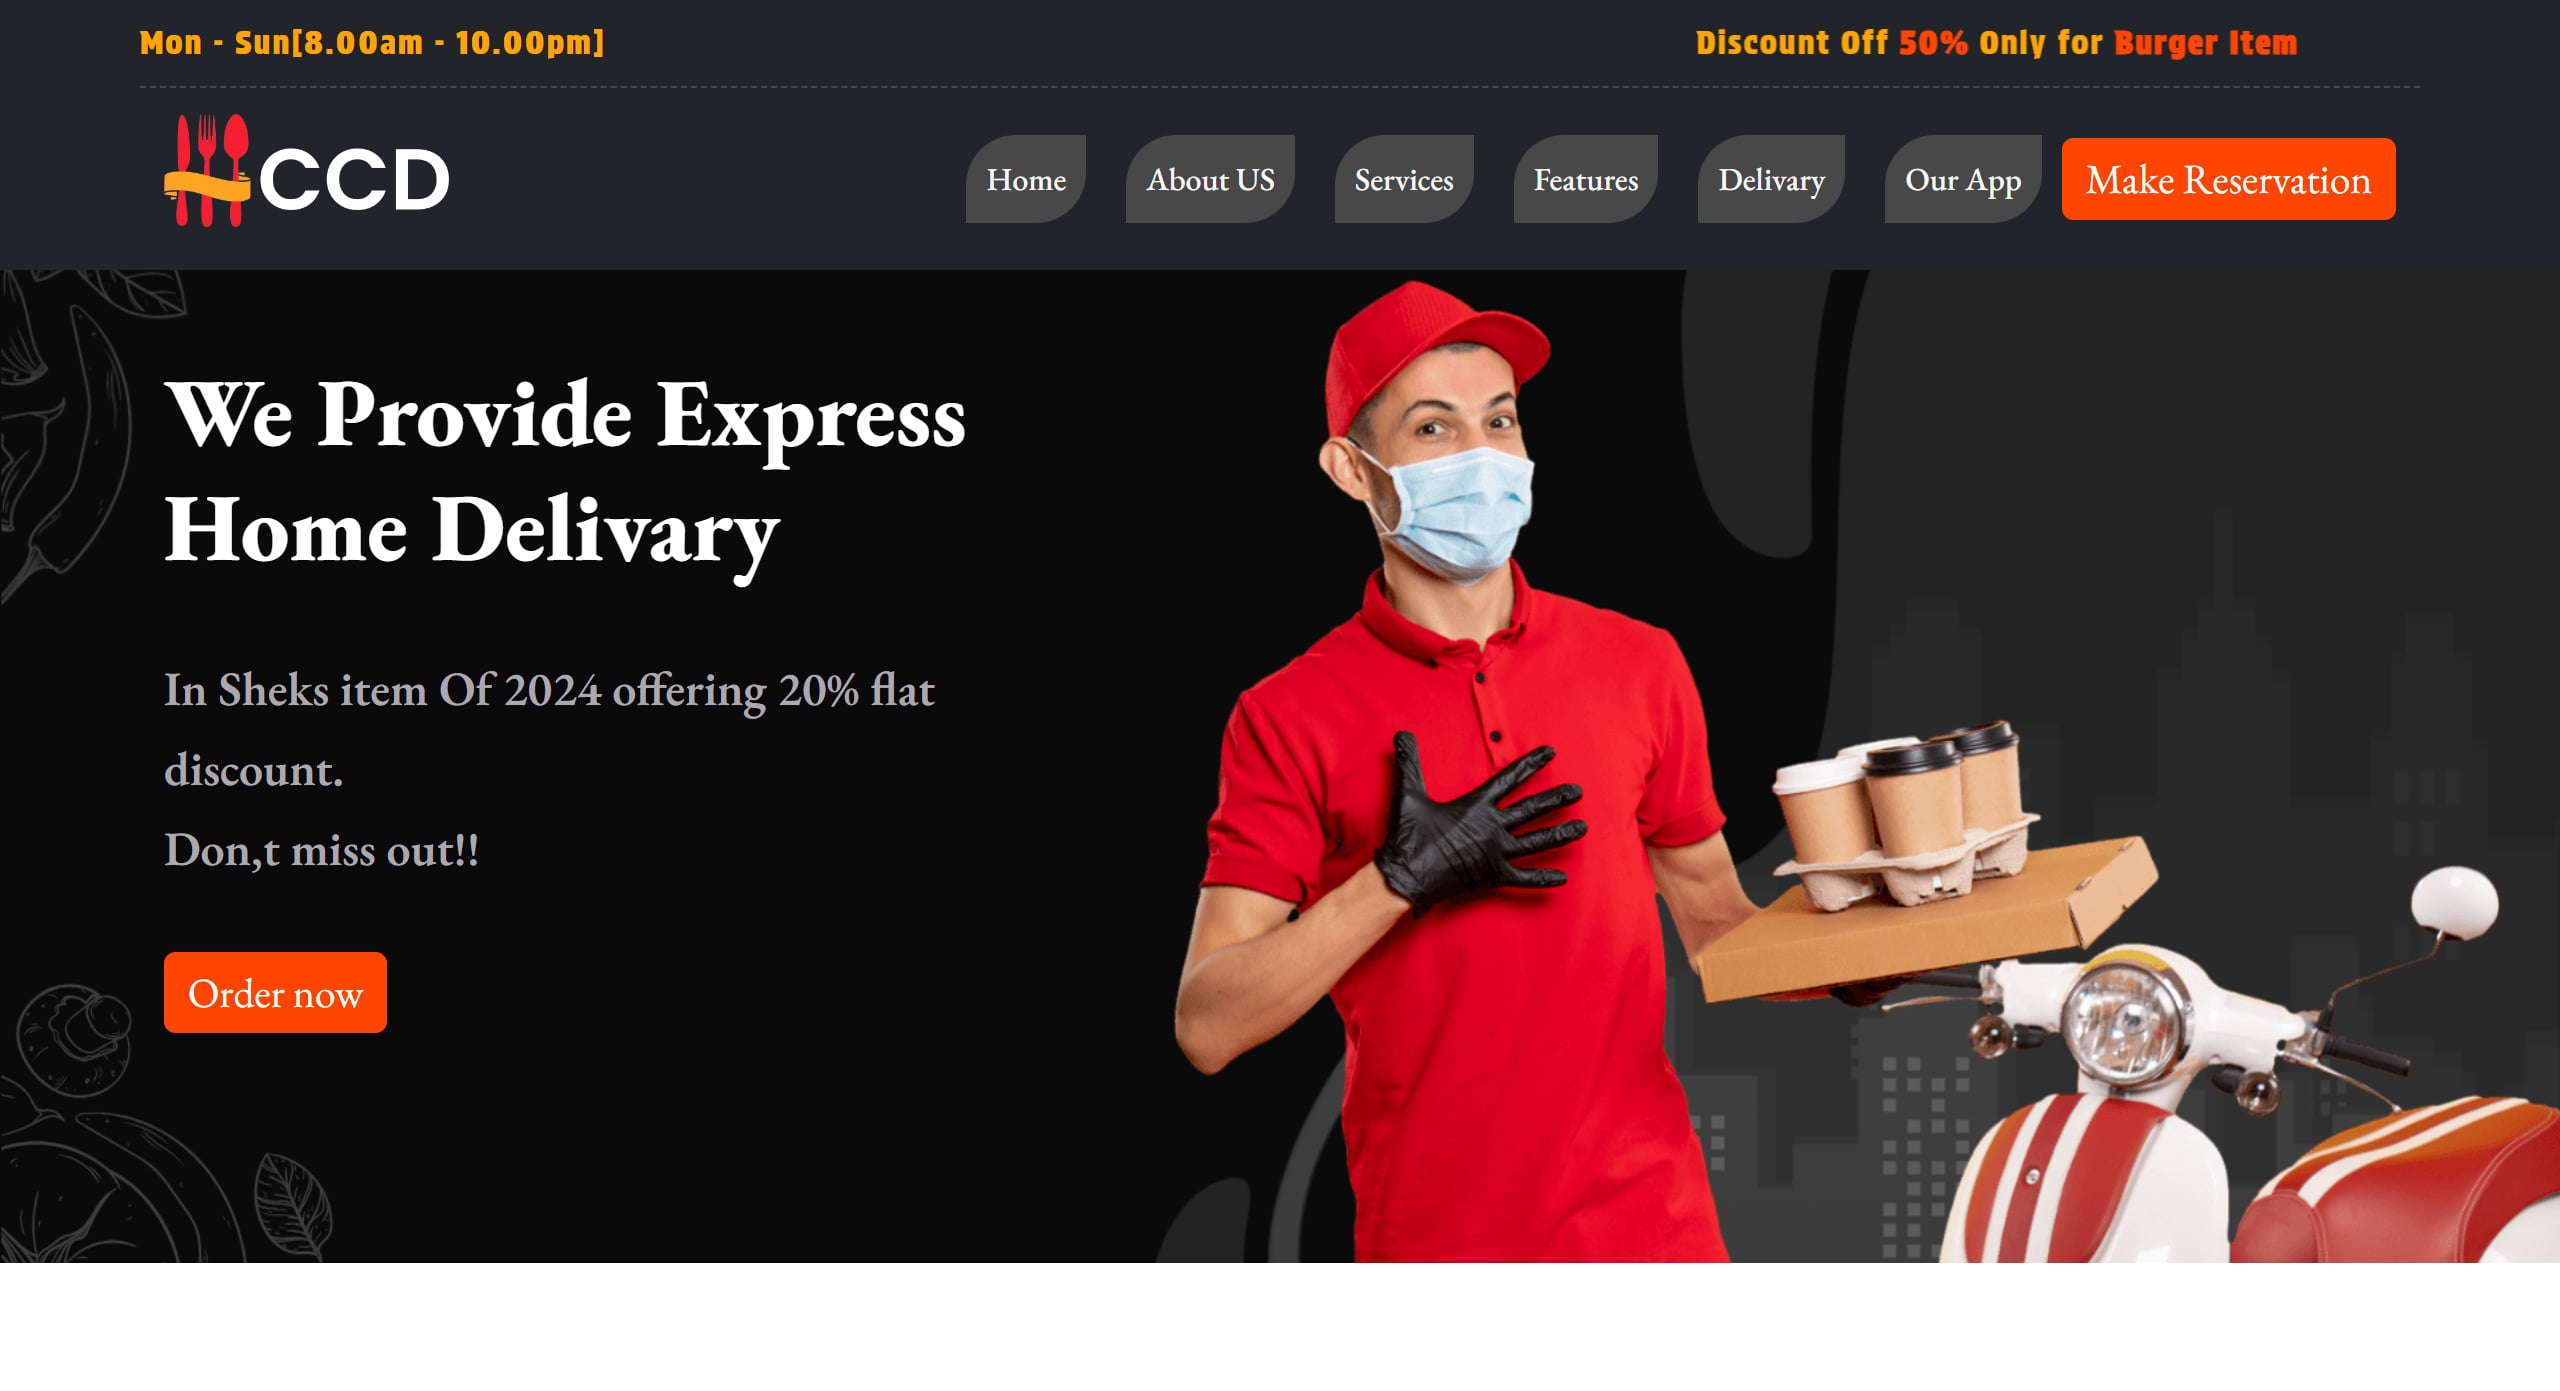 Mon - Sun[8.00am - 10.00pm]
Discount Off 50% Only for Burger Item
CCD
Home
About US
Services
Features
Delivary
Our App
Make Reservation
We Provide Express
Home Delivary
In Sheks item Of 2024 offering 20% flat
discount.
Don,t miss out!!
Order now